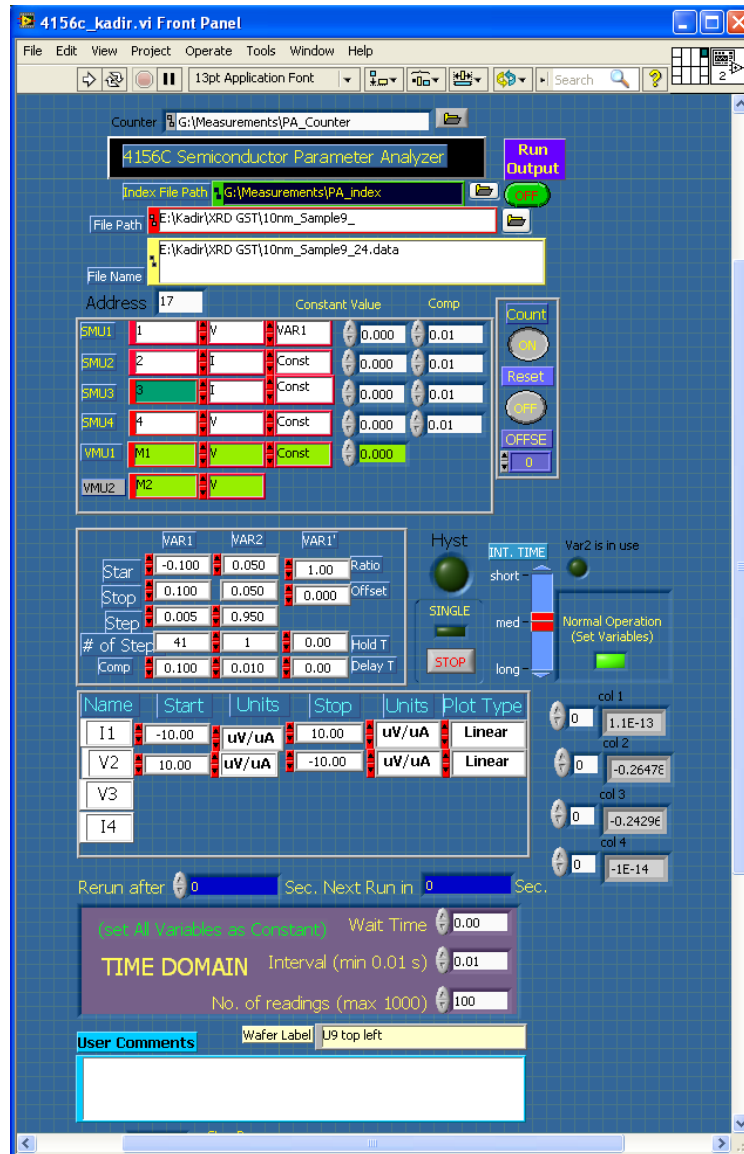 4156c_kadir.vi Front Panel
File Edit View Project Operate Tools Window Help
13pt Application Font Search 2
Counter G:\Measurements\PA_Counter
4156C Semiconductor Parameter Analyzer
Run Output
Index File Path G:\Measurements\PA_index OFF
File Path E:\Kadir\XRD GST\10nm_Sample9_
E:\Kadir\XRD GST\10nm_Sample9_24.data
File Name
Address 17 Constant Value Comp
SMU1 1 V VAR1 0.000 0.01
SMU2 2 I Const 0.000 0.01
SMU3 3 I Const 0.000 0.01
SMU4 4 V Const 0.000 0.01
VMU1 M1 V Const 0.000
VMU2 M2 V
Count
ON
Reset
OFF
OFFSE
0
VAR1 VAR2 VAR1'
Star -0.100 0.050 1.00 Ratio
Stop 0.100 0.050 0.000 Offset
Step 0.005 0.950
# of Step 41 1 0.00 Hold T
Comp 0.100 0.010 0.00 Delay T
Hyst
SINGLE
STOP
INT. TIME
short
med
long
Var2 is in use
Normal Operation
(Set Variables)
Name Start Units Stop Units Plot Type
I1 -10.00 uV/uA 10.00 uV/uA Linear
V2 10.00 uV/uA -10.00 uV/uA Linear
V3
I4
col 1
0 1.1E-13
col 2
0 -0.26478
col 3
0 -0.24296
col 4
0 -1E-14
Rerun after 0 Sec. Next Run in 0 Sec.
(set All Variables as Constant) Wait Time 0.00
TIME DOMAIN Interval (min 0.01 s) 0.01
No. of readings (max 1000) 100
Wafer Label U9 top left
User Comments